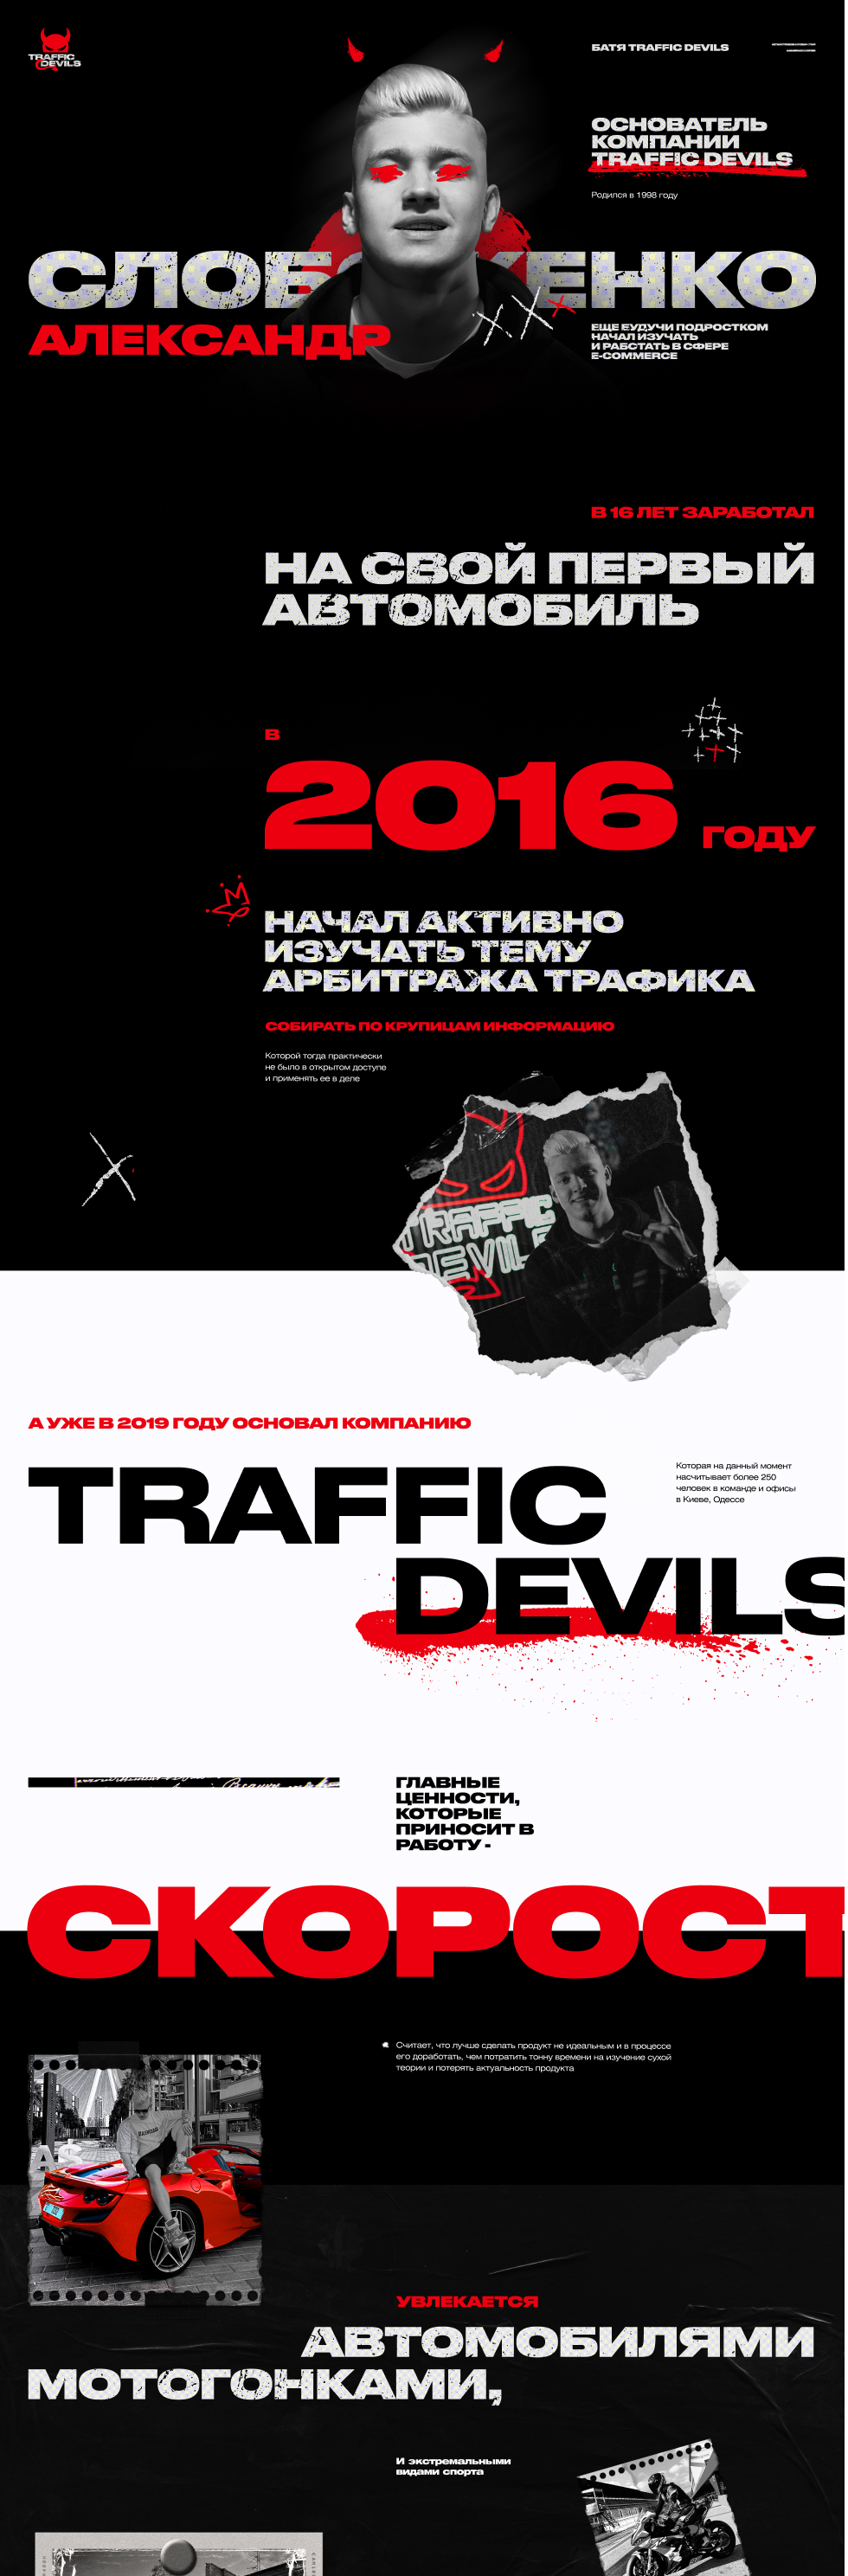 TRAFFIC
DEVILS
БАТЯ TRAFFIC DEVILS
ОСНОВАТЕЛЬ
КОМПАНИИ
TRAFFIC DEVILS
Родился в 1998 году
АЛЕКСАНДР
ЕЩЕ БУДУЧИ ПОДРОСТКОМ
НАЧАЛ ИЗУЧАТЬ
И РАБОТАТЬ В СФЕРЕ
E-COMMERCE
В 16 ЛЕТ ЗАРАБОТАЛ
НА СВОЙ ПЕРВЫЙ
АВТОМОБИЛЬ
В
2016
ГОДУ
НАЧАЛ АКТИВНО
ИЗУЧАТЬ ТЕМУ
АРБИТРАЖА ТРАФИКА
СОБИРАТЬ ПО КРУПИЦАМ ИНФОРМАЦИЮ
Которой тогда практически
не было в открытом доступе
и применять ее в деле
TRAFFIC
DEVILS
А УЖЕ В 2019 ГОДУ ОСНОВАЛ КОМПАНИЮ
TRAFFIC
DEVILS
Которая на данный момент
насчитывает более 250
человек в команде и офисы
в Киеве, Одессе
ГЛАВНЫЕ
ЦЕННОСТИ,
КОТОРЫЕ
ПРИНОСИТ В
РАБОТУ -
СКОРОСТ
Считает, что лучше сделать продукт не идеальным и в процессе
его доработать, чем потратить тонну времени на изучение сухой
теории и потерять актуальность продукта
УВЛЕКАЕТСЯ
АВТОМОБИЛЯМИ
МОТОГОНКАМИ,
И экстремальными
видами спорта